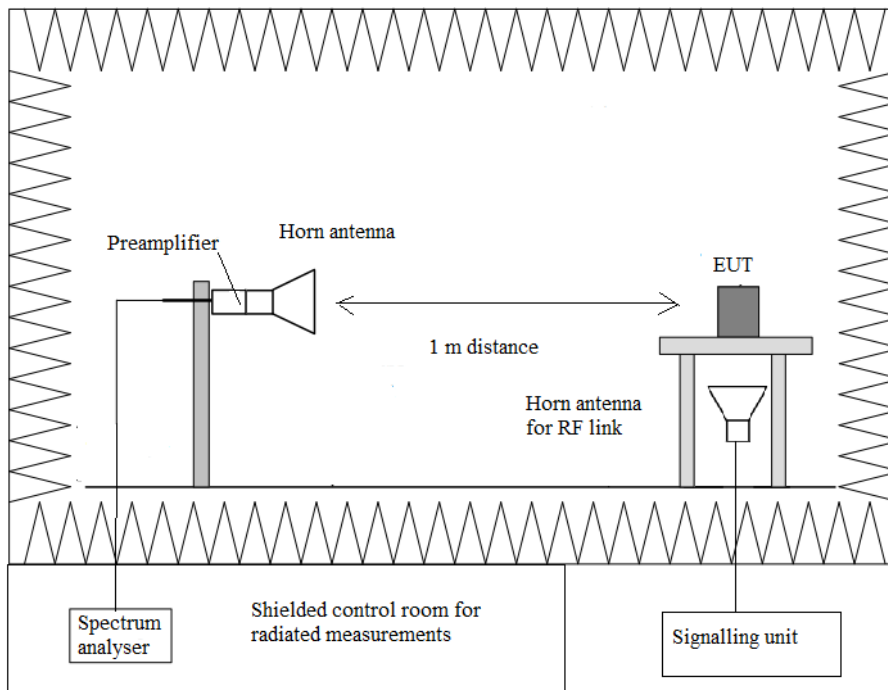 Preamplifier
Horn antenna
EUT
1 m distance
Horn antenna
for RF link
Spectrum
analyser
Shielded control room for
radiated measurements
Signalling unit